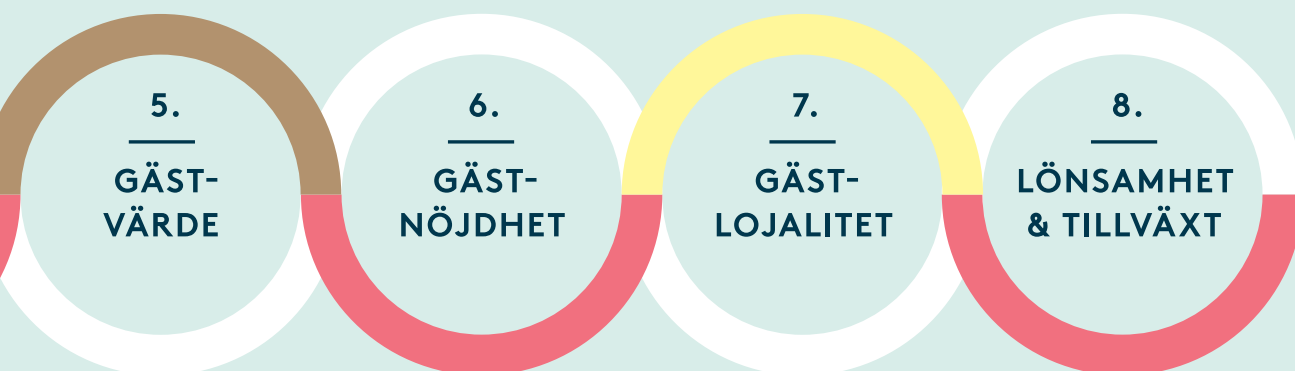 5.
GÄST-
VÄRDE
6.
GÄST-
NÖJDHET
7.
GÄST-
LOJALITET
8.
LÖNSAMHET
& TILLVÄXT